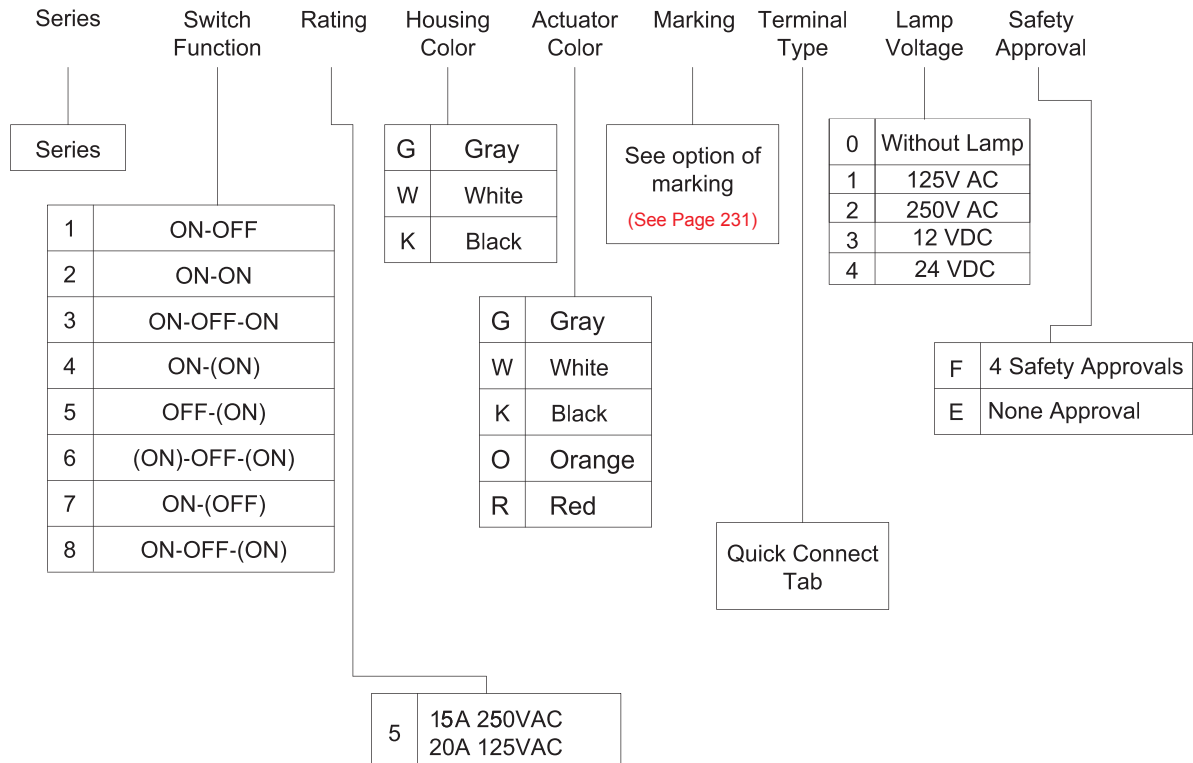 Series
Switch
Function
Rating
Housing
Color
Actuator
Color
Marking
Terminal
Type
Lamp
Voltage
Safety
Approval
Series
1 ON-OFF
2 ON-ON
3 ON-OFF-ON
4 ON-(ON)
5 OFF-(ON)
6 (ON)-OFF-(ON)
7 ON-(OFF)
8 ON-OFF-(ON)
5 15A 250VAC
20A 125VAC
G Gray
W White
K Black
G Gray
W White
K Black
O Orange
R Red
See option of
marking
(See Page 231)
Quick Connect
Tab
0 Without Lamp
1 125V AC
2 250V AC
3 12 VDC
4 24 VDC
F 4 Safety Approvals
E None Approval